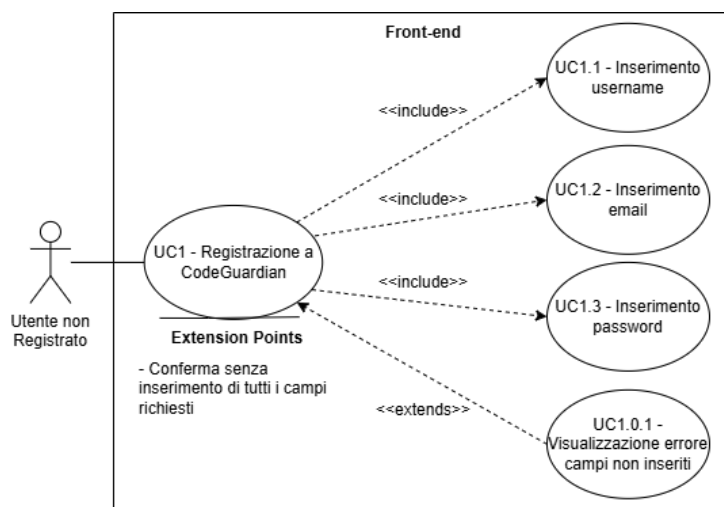 Front-end
UC1.1 - Inserimento
username
<<include>>
<<include>>
UC1.2 - Inserimento
email
UC1 - Registrazione a
CodeGuardian
<<include>>
UC1.3 - Inserimento
password
Utente non
Registrato
Extension Points
- Conferma senza
inserimento di tutti i campi
richiesti
<<extends>>
UC1.0.1 -
Visualizzazione errore
campi non inseriti